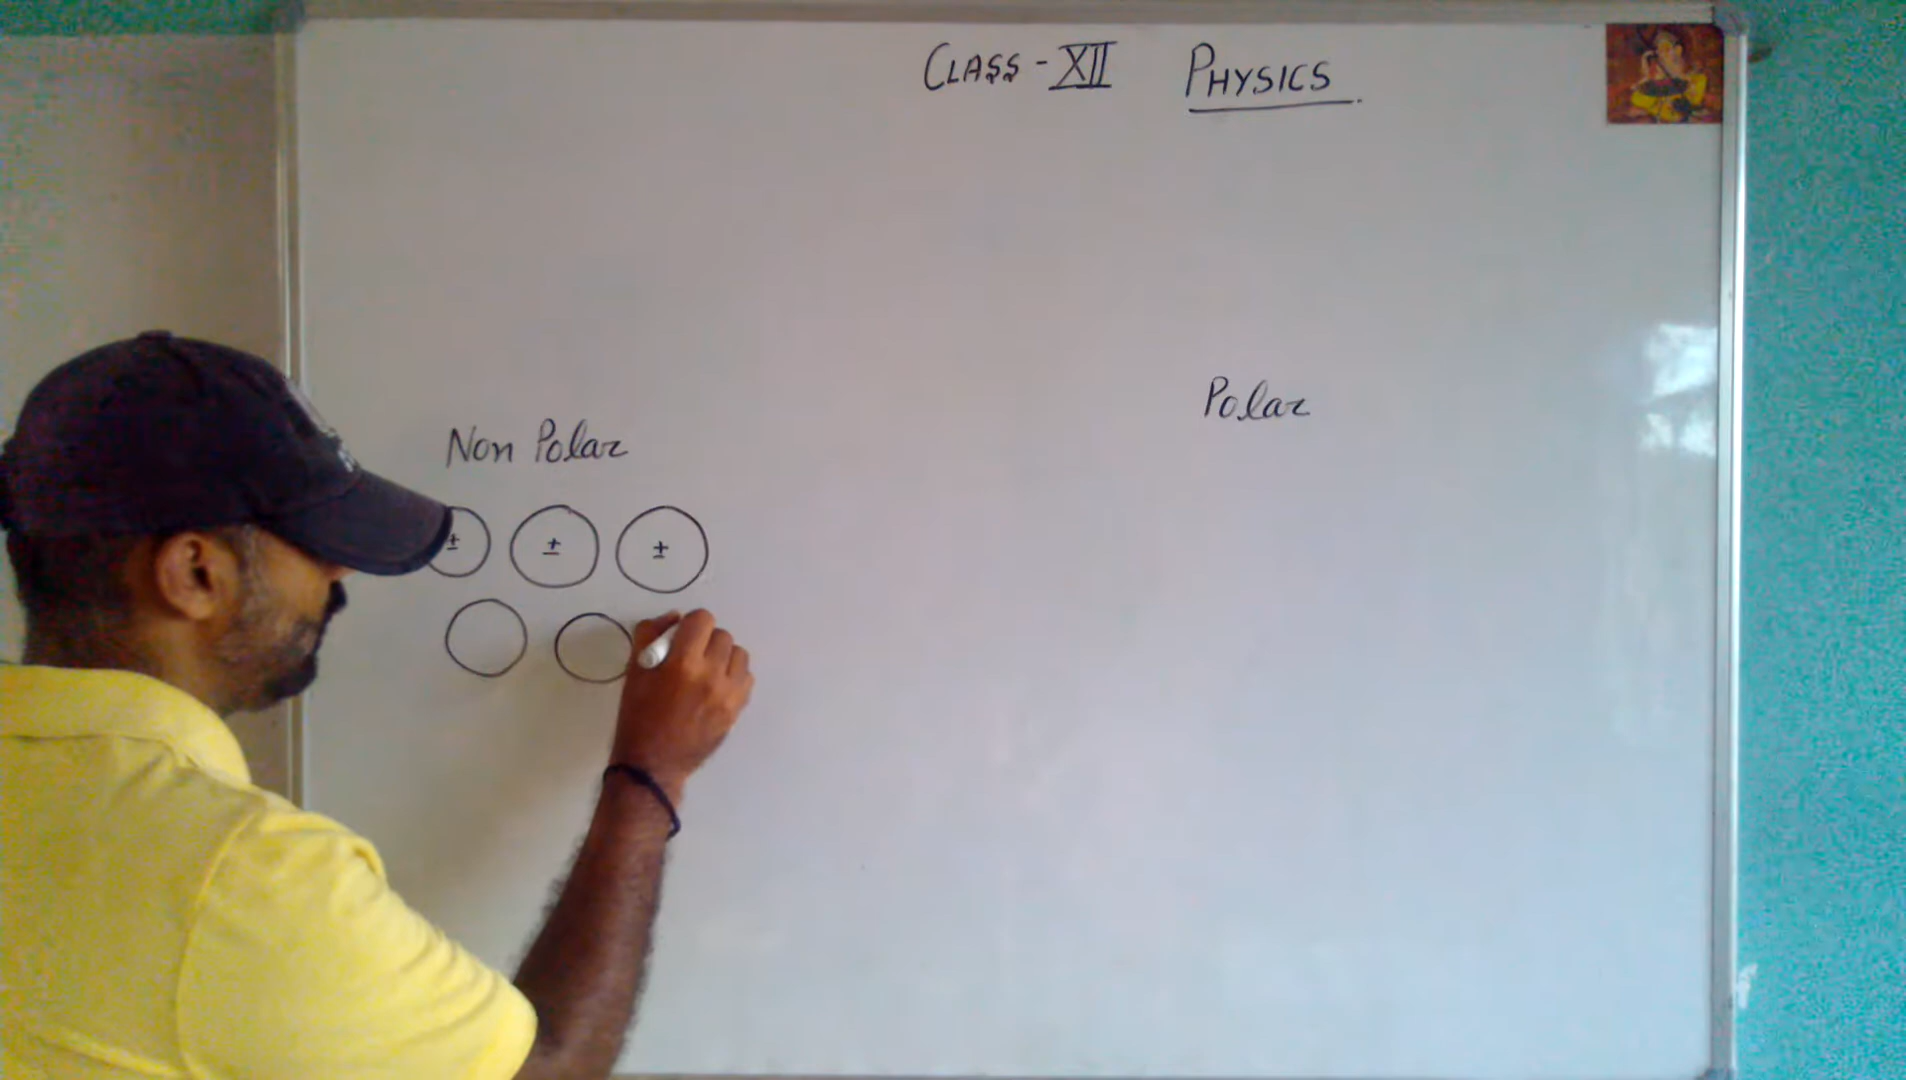 CLASS - XII PHYSICS
Polar
Non Polar
± ± ±